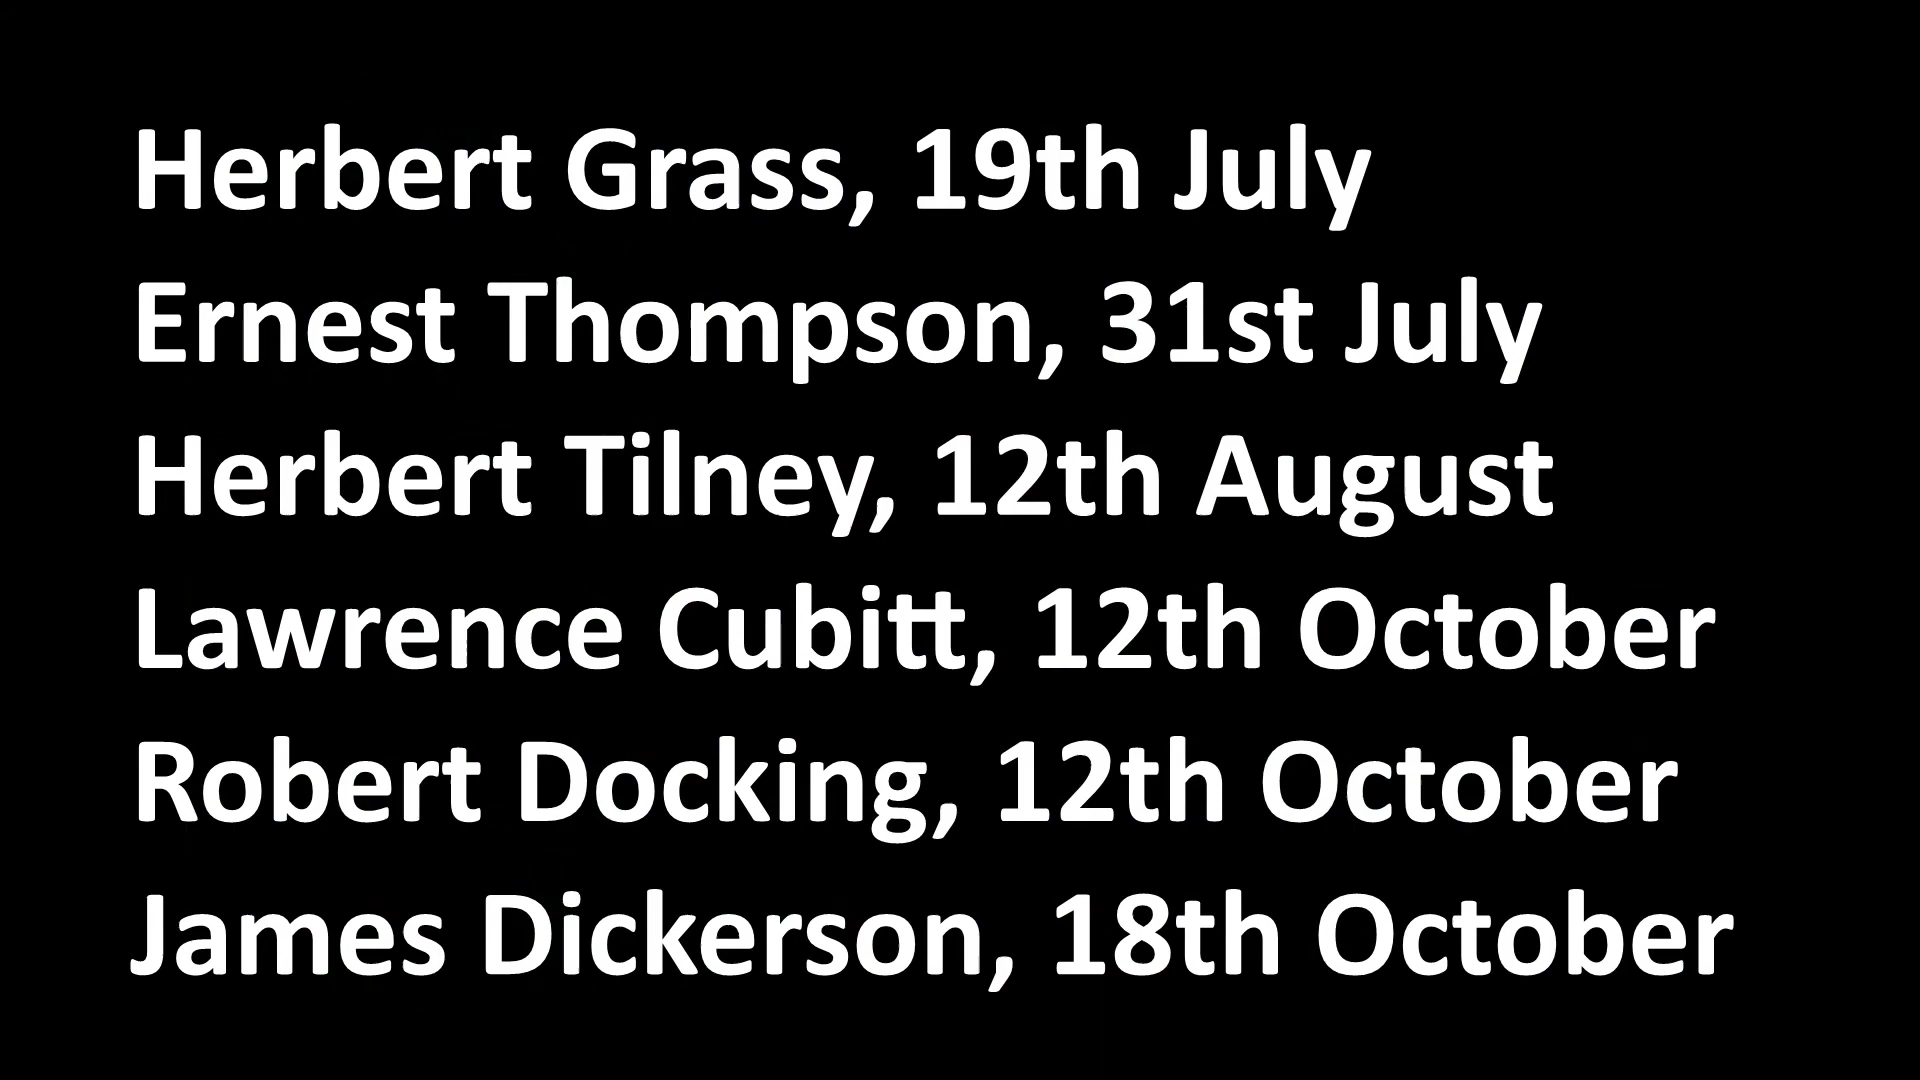 Herbert Grass, 19th July
Ernest Thompson, 31st July
Herbert Tilney, 12th August
Lawrence Cubitt, 12th October
Robert Docking, 12th October
James Dickerson, 18th October